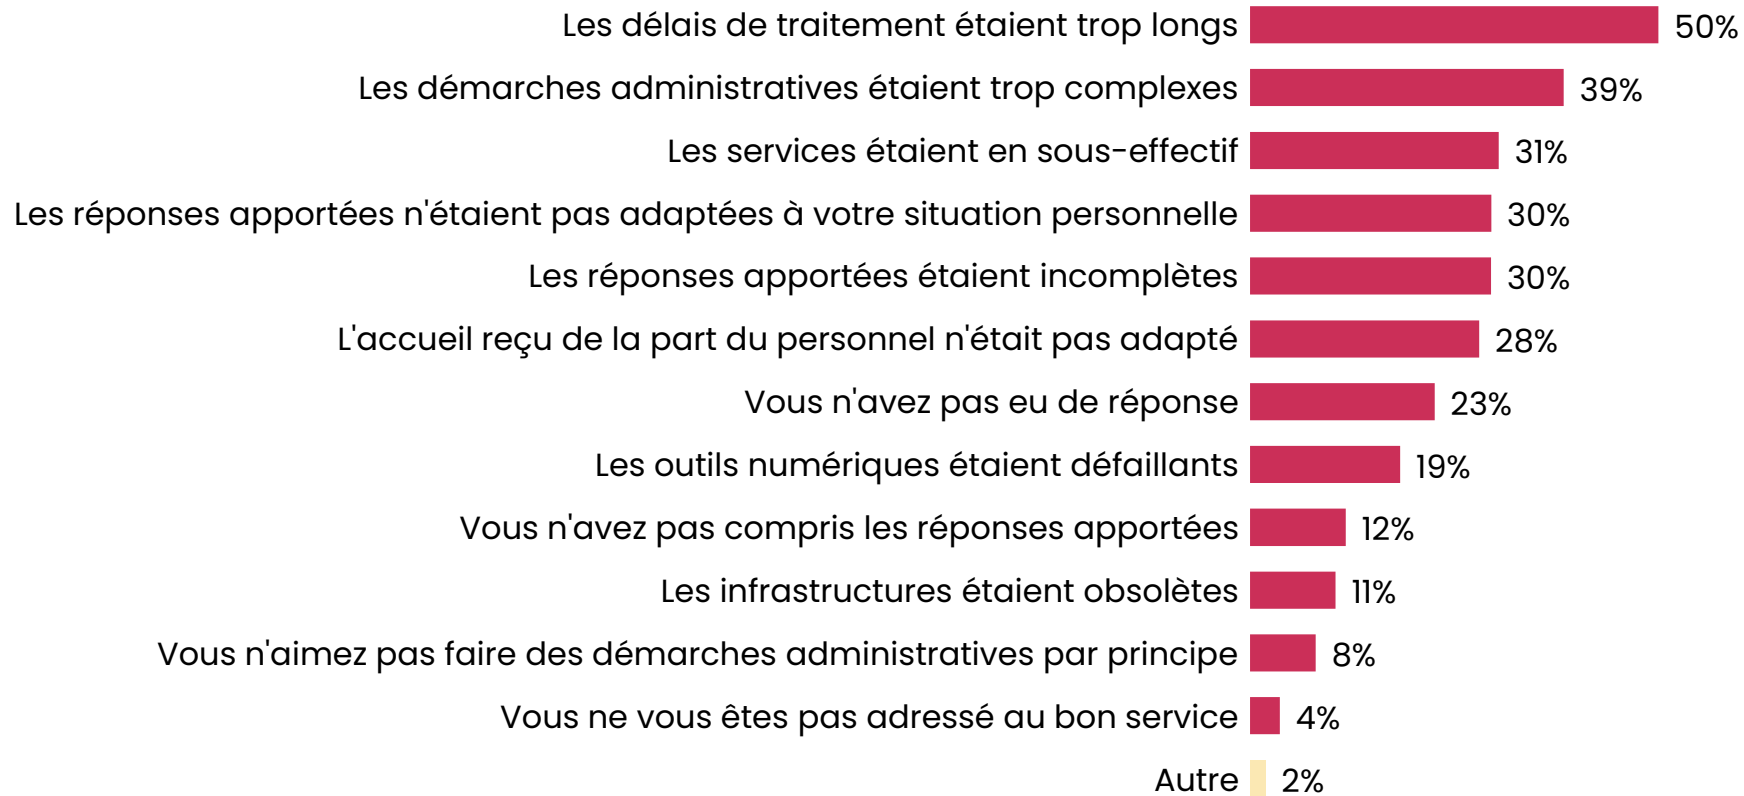 Les délais de traitement étaient trop longs 50%
Les démarches administratives étaient trop complexes 39%
Les services étaient en sous-effectif 31%
Les réponses apportées n'étaient pas adaptées à votre situation personnelle 30%
Les réponses apportées étaient incomplètes 30%
L'accueil reçu de la part du personnel n'était pas adapté 28%
Vous n'avez pas eu de réponse 23%
Les outils numériques étaient défaillants 19%
Vous n'avez pas compris les réponses apportées 12%
Les infrastructures étaient obsolètes 11%
Vous n'aimez pas faire des démarches administratives par principe 8%
Vous ne vous êtes pas adressé au bon service 4%
Autre 2%